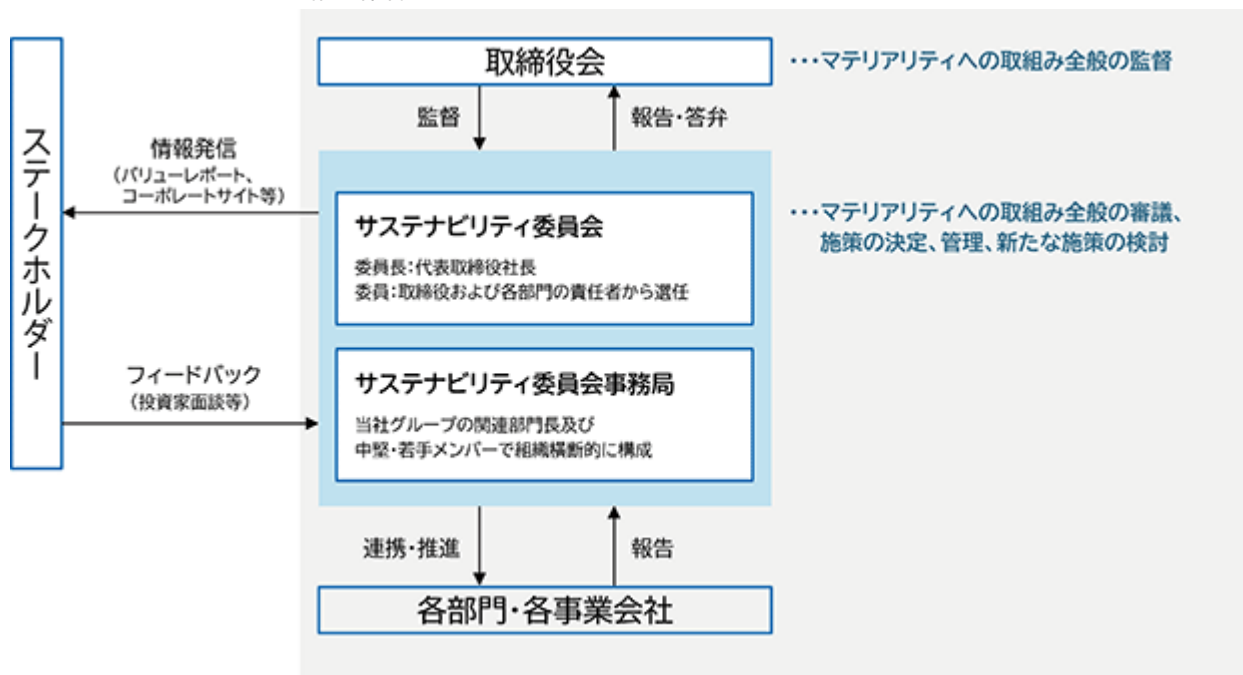 取締役会
・・・マテリアリティへの取組み全般の監督
監督
報告・答弁
ステークホルダー
情報発信
（バリューレポート、
コーポレートサイト等）
サステナビリティ委員会
委員長：代表取締役社長
委員：取締役および各部門の責任者から選任
・・・マテリアリティへの取組み全般の審議、
施策の決定、管理、新たな施策の検討
フィードバック
（投資家面談等）
サステナビリティ委員会事務局
当社グループの関連部門長及び
中堅・若手メンバーで組織横断的に構成
連携・推進
報告
各部門・各事業会社